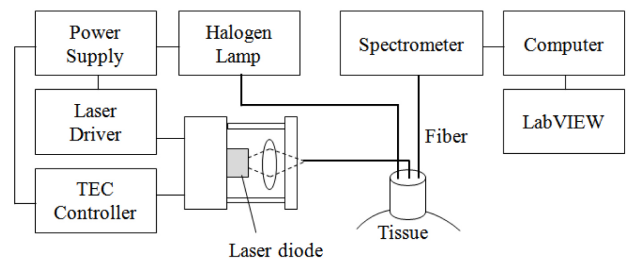 Power
Supply
Halogen
Lamp
Spectrometer
Computer
Laser
Driver
Fiber
LabVIEW
TEC
Controller
Tissue
Laser diode